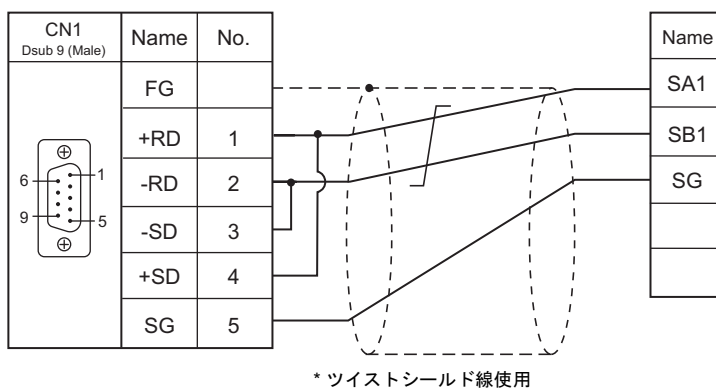 CN1
Dsub 9 (Male)
Name
No.
FG
+RD
1
-RD
2
-SD
3
+SD
4
SG
5
6
1
9
5
Name
SA1
SB1
SG
* ツイストシールド線使用